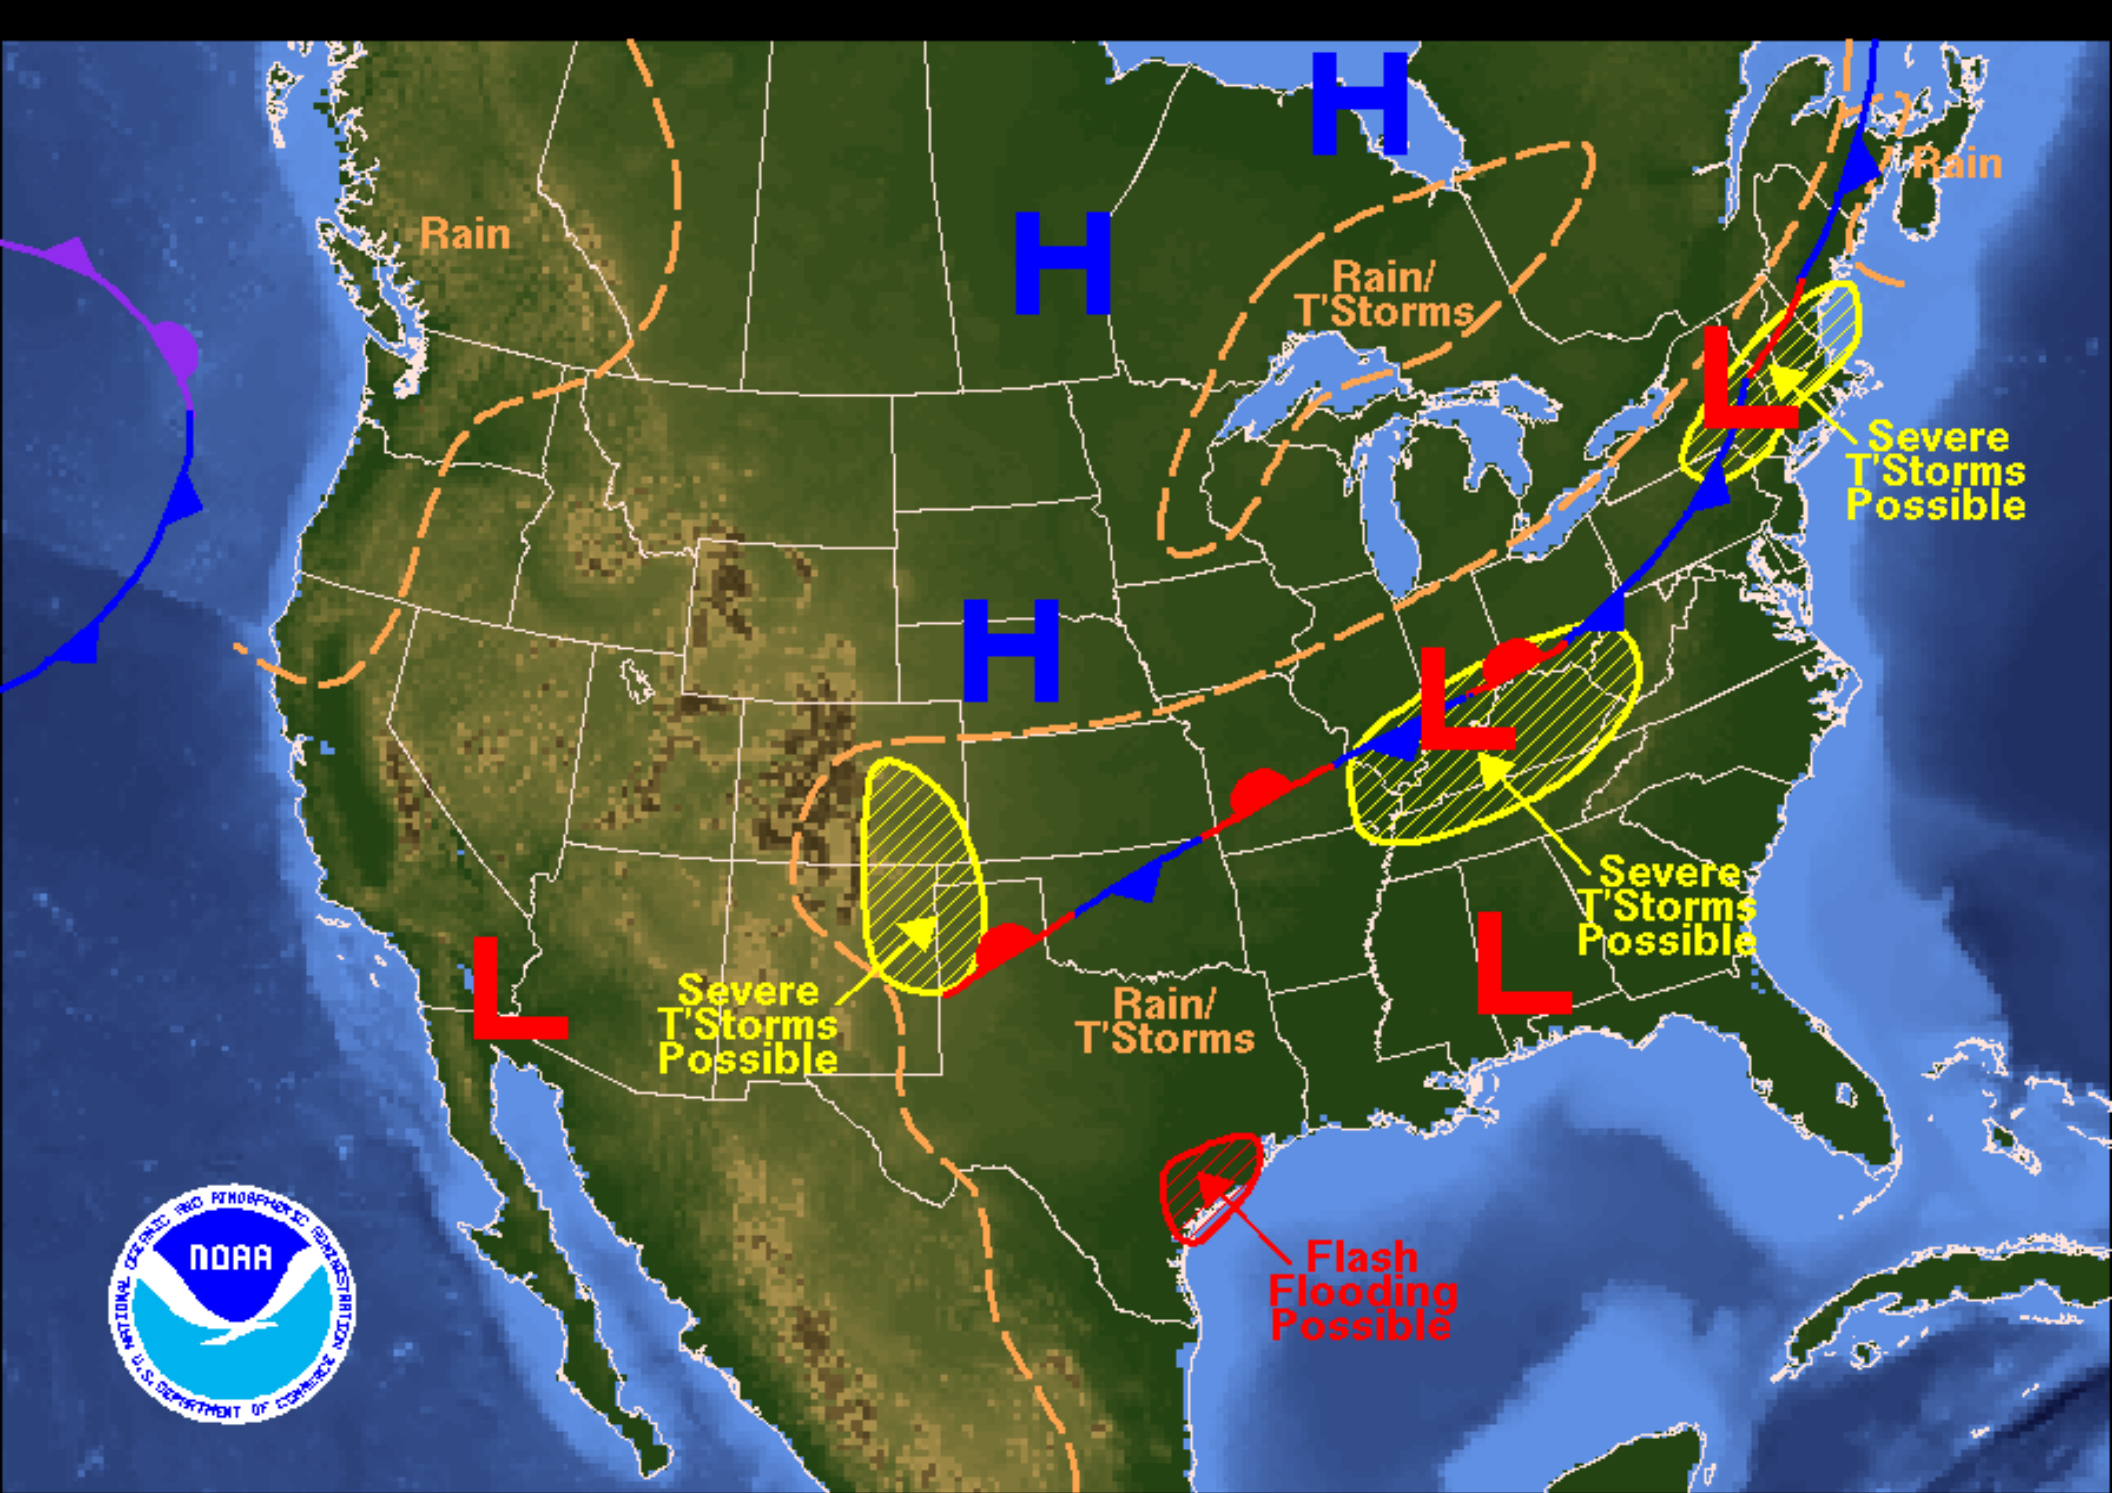 H
Rain
Rain
H
Rain/
T'Storms
L
Severe
T'Storms
Possible
H
L
Severe
T'Storms
Possible
L
L
Severe
T'Storms
Possible
Rain/
T'Storms
NATIONAL OCEANIC AND ATMOSPHERIC ADMINISTRATION
NOAA
U.S. DEPARTMENT OF COMMERCE
Flash
Flooding
Possible